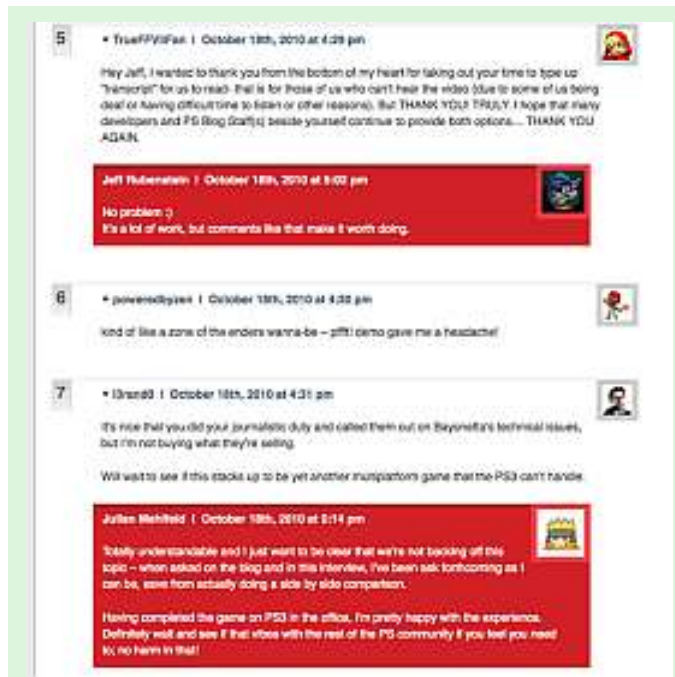 5
• TrueFFVIIFan | October 18th, 2010 at 4:29 pm
Hey Jeff, I wanted to thank you from the bottom of my heart for taking out your time to type up
"transcript" for us to read- that is for those of us who can't hear the video (due to some of us being
deaf or having difficult time to listen or other reasons). But THANK YOU! TRULY. I hope that many
developers and PS Blog Staff(s) beside yourself continue to provide both options.... THANK YOU
AGAIN.
Jeff Rubenstein | October 18th, 2010 at 5:02 pm
No problem :)
It's a lot of work, but comments like that make it worth doing.
6
• poweredbyzen | October 18th, 2010 at 4:30 pm
kind of like a zone of the enders wanna-be – pfft! demo gave me a headache!
7
| October 18th, 2010 at 4:31 pm
It's nice that you did your journalistic duty and called them out on Bayonetta's technical issues,
but I'm not buying what they're selling.
Will wait to see if this stacks up to be yet another multiplatform game that the PS3 can't handle.
Julian | October 18th, 2010 at 5:14 pm
Totally understandable and I just want to be clear that we're not backing off this
topic – when asked on the blog and in this interview, I've been ask forthcoming as I
can be, save from actually doing a side by side comparison.
Having completed the game on PS3 in the office, I'm pretty happy with the experience.
Definitely wait and see if that vibes with the rest of the PS community if you feel you need
to; no harm in that!